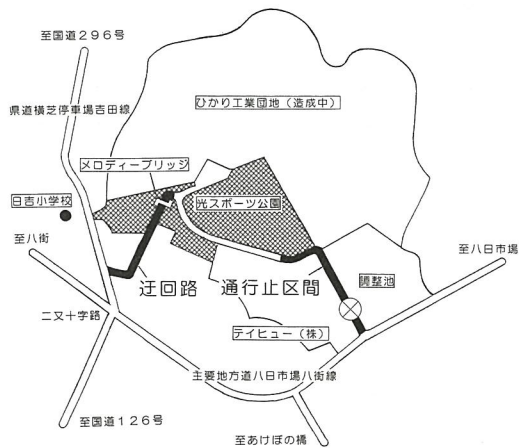 至国道296号
ひかり工業団地(造成中)
県道横芝停車場吉田線
メロディーブリッジ
日吉小学校
光スポーツ公園
至八街
至八日市場
迂回路
通行止区間
調整池
二又十字路
テイヒュー(株)
主要地方道八日市場八街線
至国道126号
至あけぼの橋